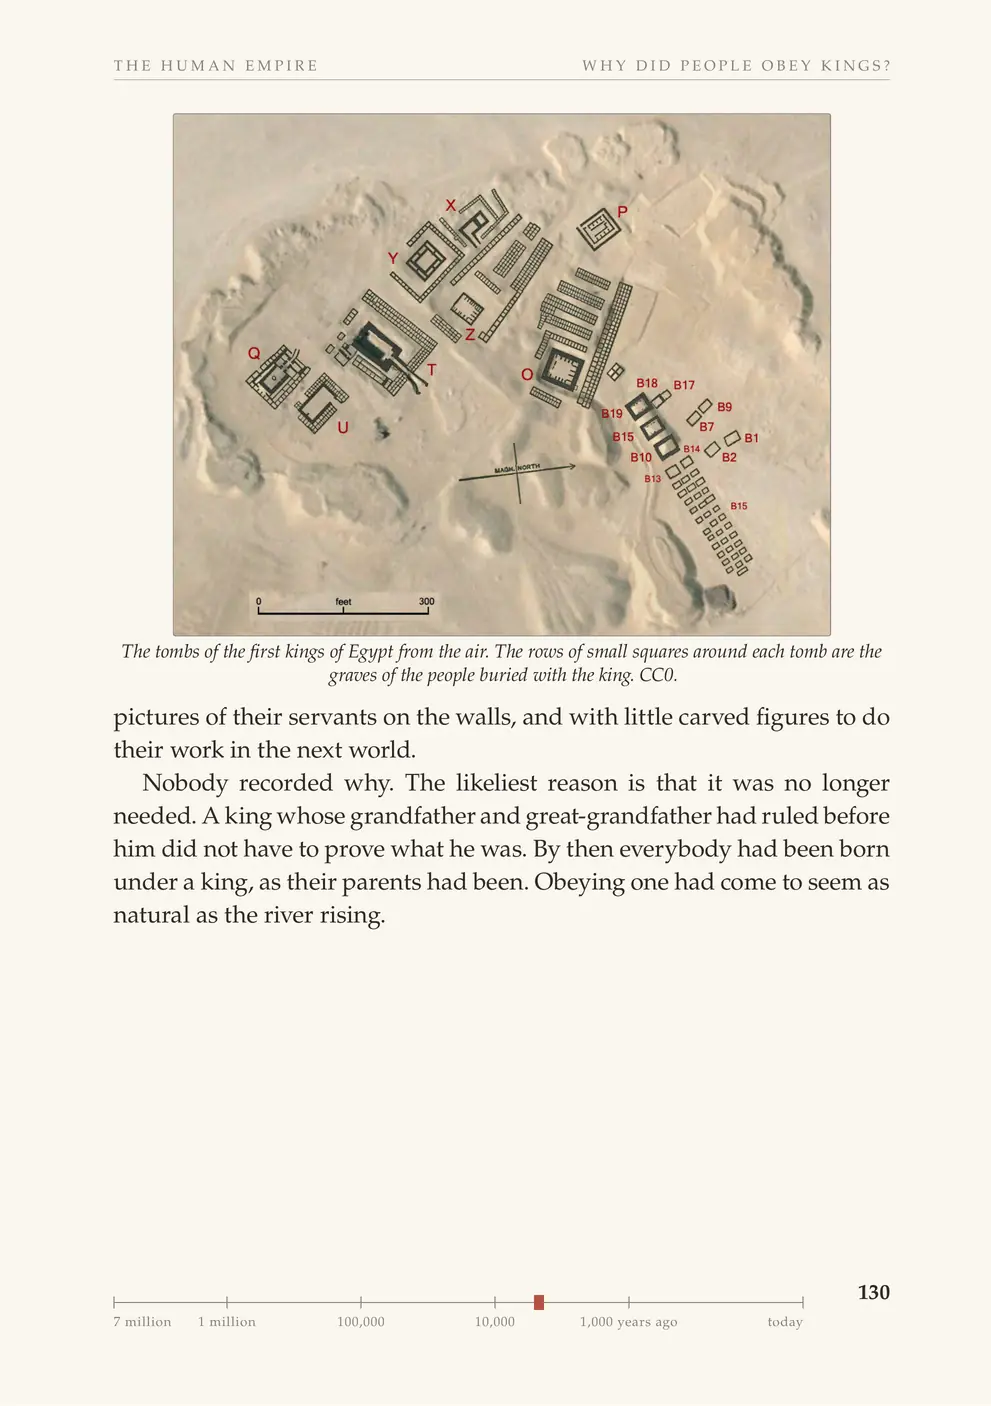 THE HUMAN EMPIRE
WHY DID PEOPLE OBEY KINGS?
X
P
Y
Z
Q
T
O
U
B18
B17
B19
B9
B7
B15
B1
B14
B10
B2
B13
MAGN. NORTH
B15
0 feet 300
The tombs of the first kings of Egypt from the air. The rows of small squares around each tomb are the
graves of the people buried with the king. CC0.
pictures of their servants on the walls, and with little carved figures to do
their work in the next world.
Nobody recorded why. The likeliest reason is that it was no longer
needed. A king whose grandfather and great-grandfather had ruled before
him did not have to prove what he was. By then everybody had been born
under a king, as their parents had been. Obeying one had come to seem as
natural as the river rising.
130
7 million 1 million 100,000 10,000 1,000 years ago today